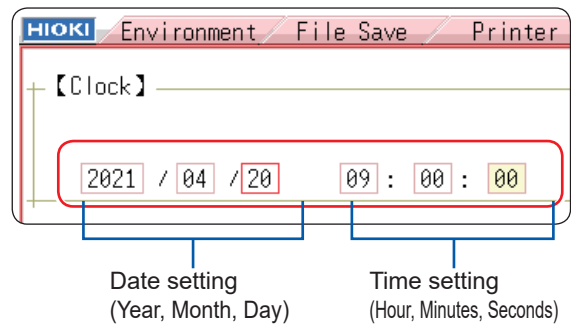 HIOKI Environment File Save Printer
【Clock】
2021 / 04 / 20 09 : 00 : 00
Date setting Time setting
(Year, Month, Day) (Hour, Minutes, Seconds)